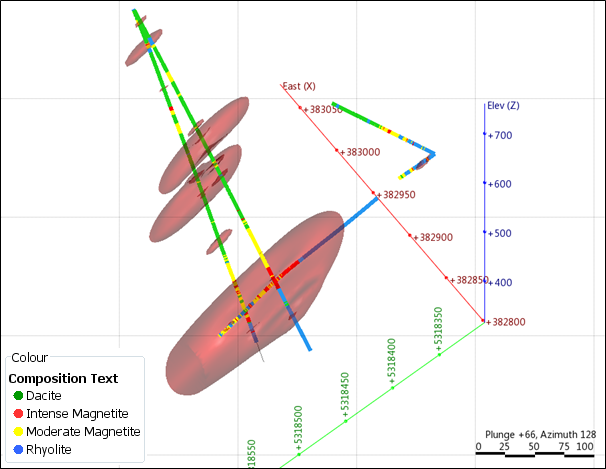 East (X)
Elev (Z)
+383050
+700
+383000
+600
+382950
+500
+382900
+400
+382850
+382800
+5318350
+5318400
+5318450
+5318500
Colour
Composition Text
Dacite
Intense Magnetite
Moderate Magnetite
Rhyolite
Plunge +66, Azimuth 128
0 25 50 75 100